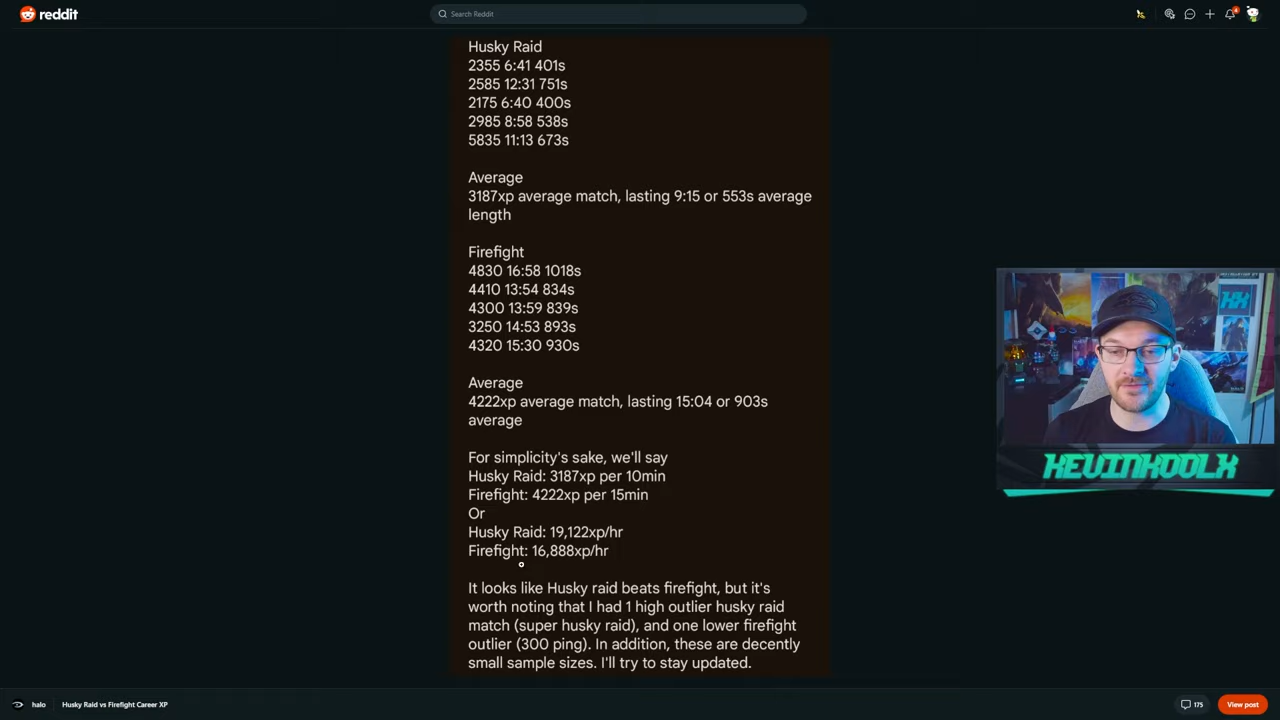 reddit
Search Reddit
Husky Raid
2355 6:41 401s
2585 12:31 751s
2175 6:40 400s
2985 8:58 538s
5835 11:13 673s
Average
3187xp average match, lasting 9:15 or 553s average
length
Firefight
4830 16:58 1018s
4410 13:54 834s
4300 13:59 839s
3250 14:53 893s
4320 15:30 930s
Average
4222xp average match, lasting 15:04 or 903s
average
For simplicity's sake, we'll say
Husky Raid: 3187xp per 10min
Firefight: 4222xp per 15min
Or
Husky Raid: 19,122xp/hr
Firefight: 16,888xp/hr
It looks like Husky raid beats firefight, but it's
worth noting that I had 1 high outlier husky raid
match (super husky raid), and one lower firefight
outlier (300 ping). In addition, these are decently
small sample sizes. I'll try to stay updated.
KEVINKOOLX
halo
Husky Raid vs Firefight Career XP
175
View post